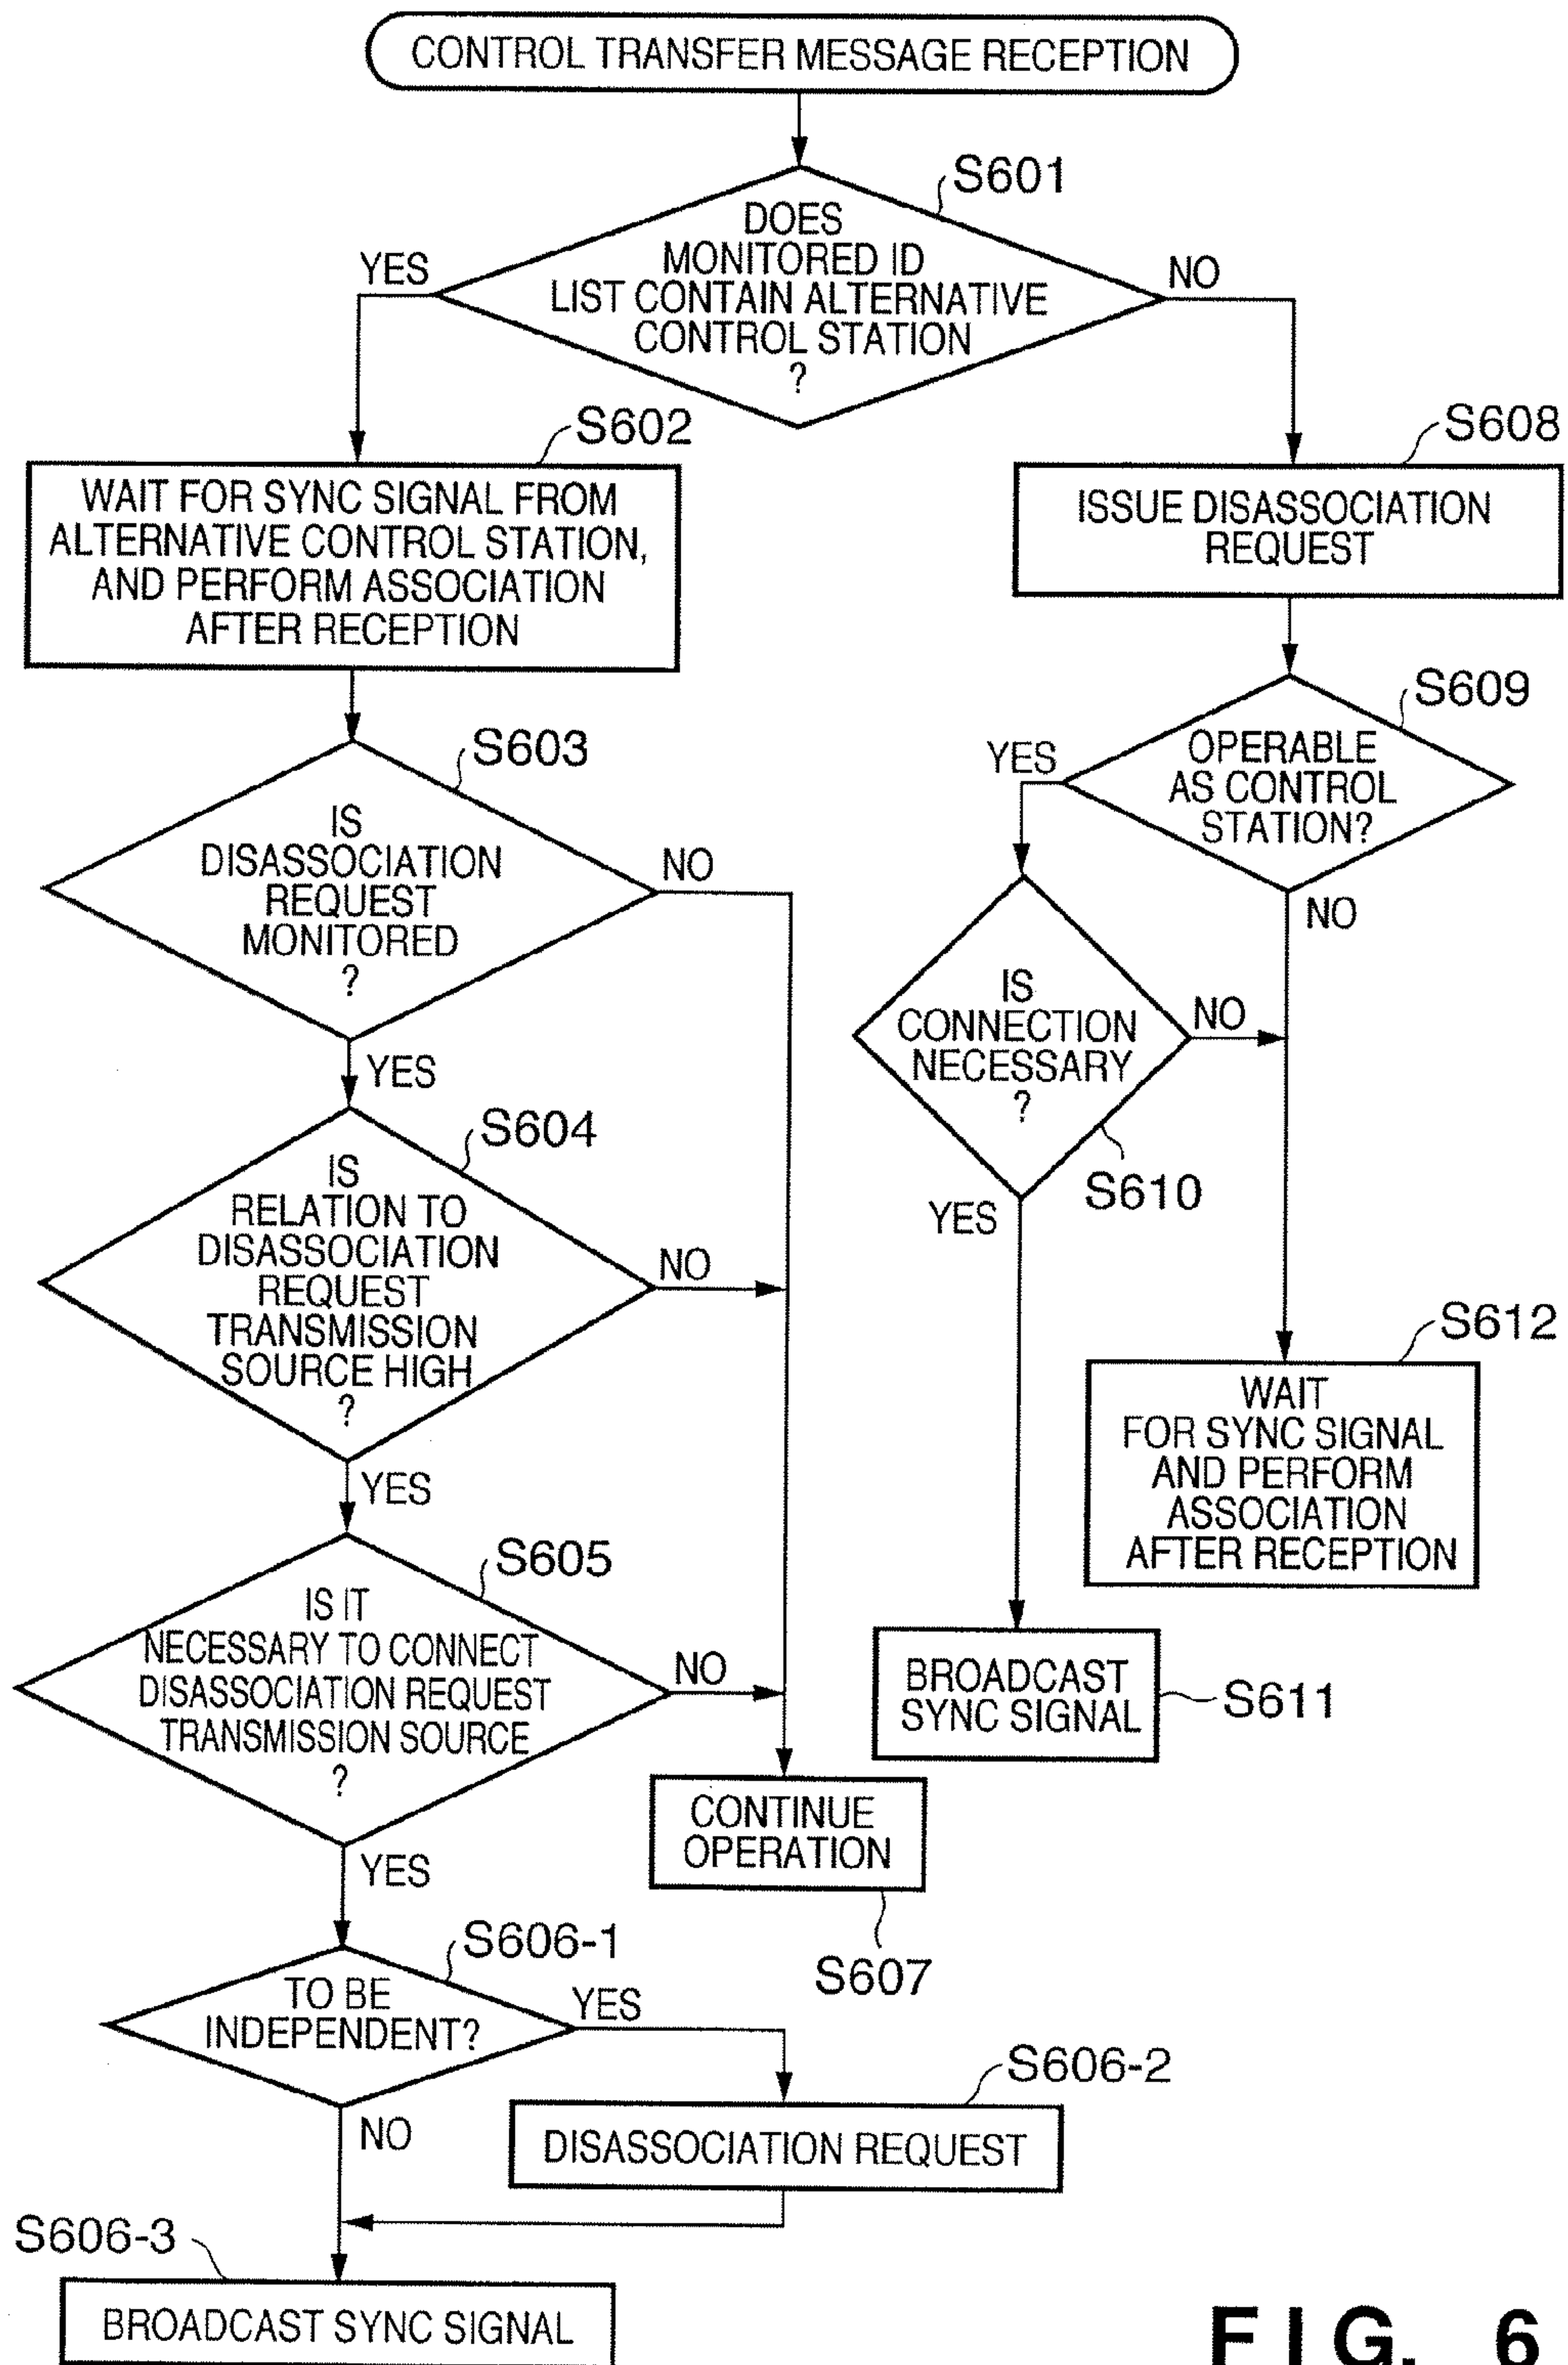 CONTROL TRANSFER MESSAGE RECEPTION
S601
DOES
MONITORED ID
LIST CONTAIN ALTERNATIVE
CONTROL STATION
?
YES
NO
S602
WAIT FOR SYNC SIGNAL FROM
ALTERNATIVE CONTROL STATION,
AND PERFORM ASSOCIATION
AFTER RECEPTION
S608
ISSUE DISASSOCIATION
REQUEST
S603
IS
DISASSOCIATION
REQUEST
MONITORED
?
NO
YES
S609
OPERABLE
AS CONTROL
STATION?
YES
NO
IS
CONNECTION
NECESSARY
?
NO
S610
YES
S604
IS
RELATION TO
DISASSOCIATION
REQUEST
TRANSMISSION
SOURCE HIGH
?
NO
YES
S612
WAIT
FOR SYNC SIGNAL
AND PERFORM
ASSOCIATION
AFTER RECEPTION
S605
IS IT
NECESSARY TO CONNECT
DISASSOCIATION REQUEST
TRANSMISSION SOURCE
?
NO
YES
BROADCAST
SYNC SIGNAL
S611
CONTINUE
OPERATION
S607
S606-1
TO BE
INDEPENDENT?
YES
NO
S606-2
DISASSOCIATION REQUEST
S606-3
BROADCAST SYNC SIGNAL
FIG. 6